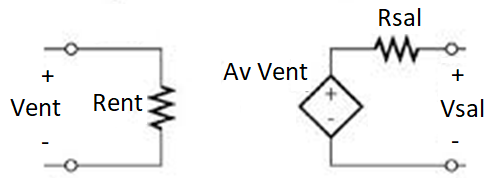 Rsal
Av Vent
+
Vent
-
Rent
+
-
+
Vsal
-